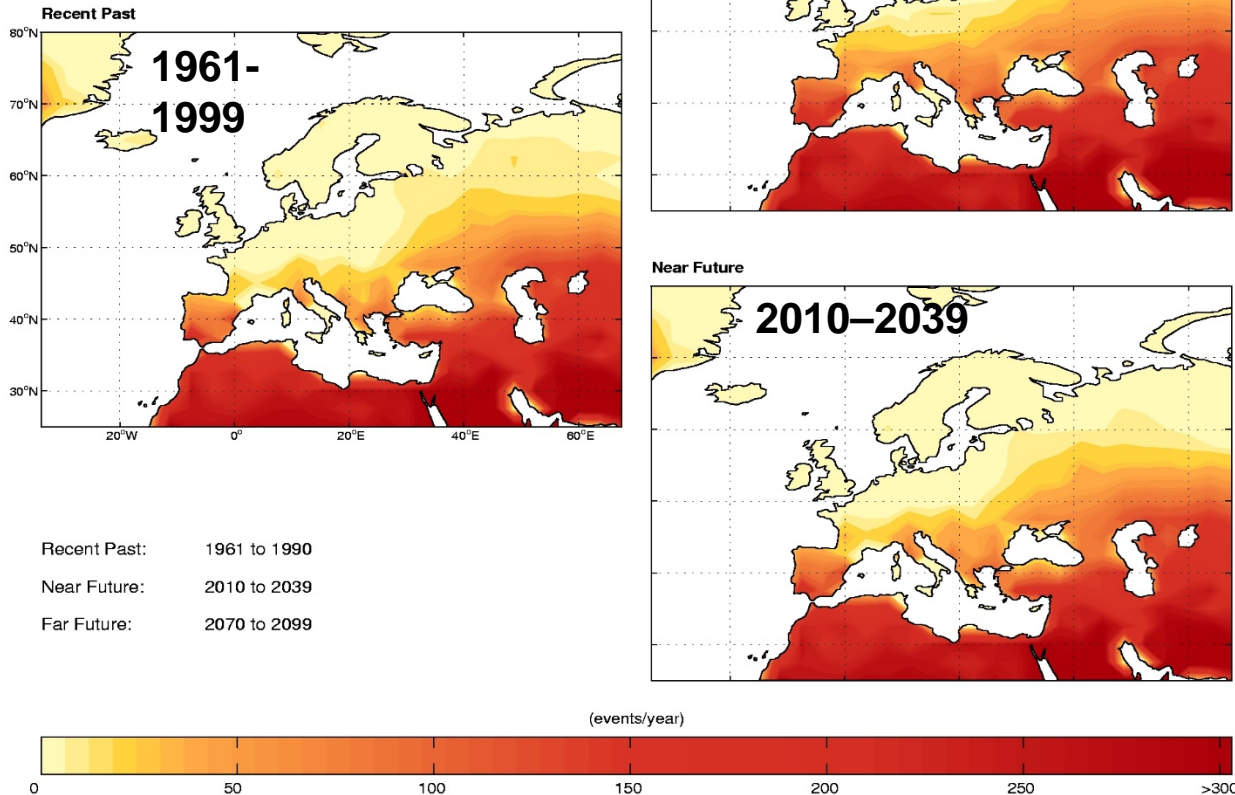 Recent Past
80°N
70°N
60°N
50°N
40°N
30°N
20°W
0°
20°E
40°E
60°E
1961-
1999
Near Future
2010–2039
Recent Past: 1961 to 1990
Near Future: 2010 to 2039
Far Future: 2070 to 2099
(events/year)
0 50 100 150 200 250 >300